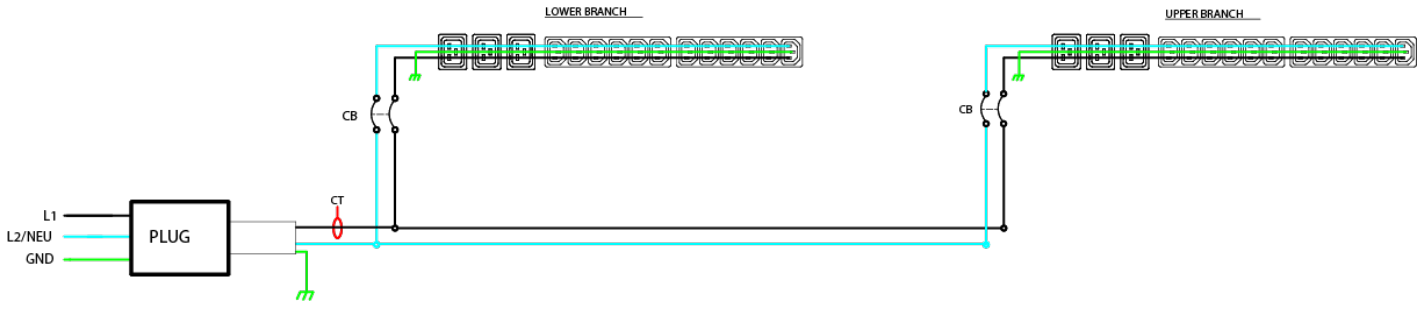 LOWER BRANCH
UPPER BRANCH
CB
CB
CT
L1
L2/NEU
GND
PLUG